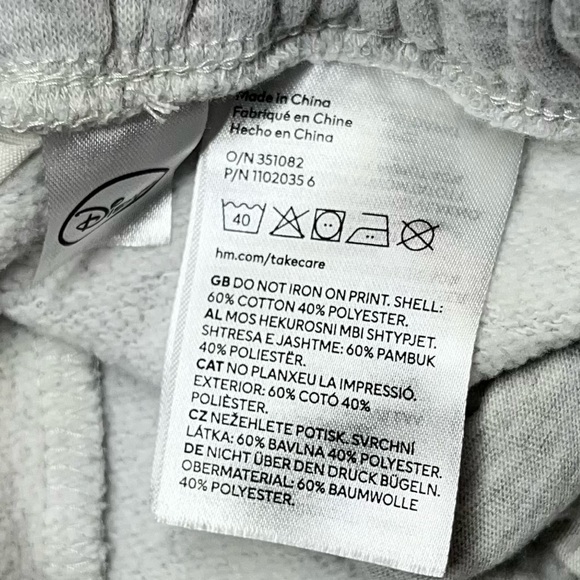 Made in China
Fabriqué en Chine
Hecho en China
O/N 351082
P/N 1102035 6
40
hm.com/takecare
GB DO NOT IRON ON PRINT. SHELL:
60% COTTON 40% POLYESTER.
AL MOS HEKUROSNI MBI SHTYPJET.
SHTRESA E JASHTME: 60% PAMBUK
40% POLIESTËR.
CAT NO PLANXEU LA IMPRESSIÓ.
EXTERIOR: 60% COTÓ 40%
POLIÈSTER.
CZ NEŽEHLETE POTISK. SVRCHNÍ
LÁTKA: 60% BAVLNA 40% POLYESTER.
DE NICHT ÜBER DEN DRUCK BÜGELN.
OBERMATERIAL: 60% BAUMWOLLE
40% POLYESTER.